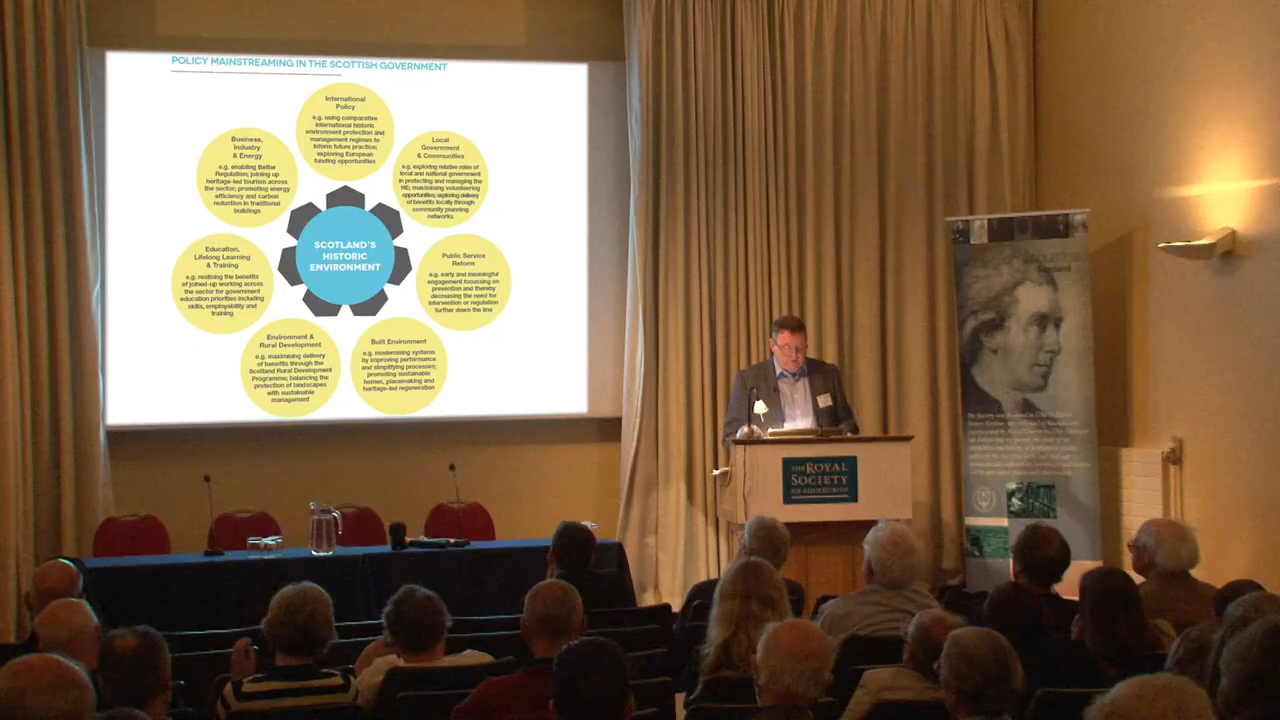 POLICY MAINSTREAMING IN THE SCOTTISH GOVERNMENT
International
Policy
e.g. using comparative
international historic
environment protection and
management regimes to
inform future practice;
exploring European
funding opportunities
Local
Government
& Communities
e.g. exploring relative roles of
local and national government
in protecting and managing the
HE; maximising volunteering
opportunities; exploring delivery
of benefits locally through
community planning
networks
Public Service
Reform
e.g. early and meaningful
engagement focussing on
prevention and thereby
decreasing the need for
intervention or regulation
further down the line
Built Environment
e.g. modernising systems
by improving performance
and simplifying processes;
promoting sustainable
homes, placemaking and
heritage-led regeneration
Environment &
Rural Development
e.g. maximising delivery
of benefits through the
Scotland Rural Development
Programme; balancing the
protection of landscapes
with sustainable
management
Education,
Lifelong Learning
& Training
e.g. realising the benefits
of joined-up working across
the sector for government
education priorities including
skills, employability and
training
Business,
Industry
& Energy
e.g. enabling Better
Regulation; joining up
heritage-led tourism across
the sector; promoting energy
efficiency and carbon
reduction in traditional
buildings
SCOTLAND'S
HISTORIC
ENVIRONMENT
THE ROYAL
SOCIETY
OF EDINBURGH
Scotland